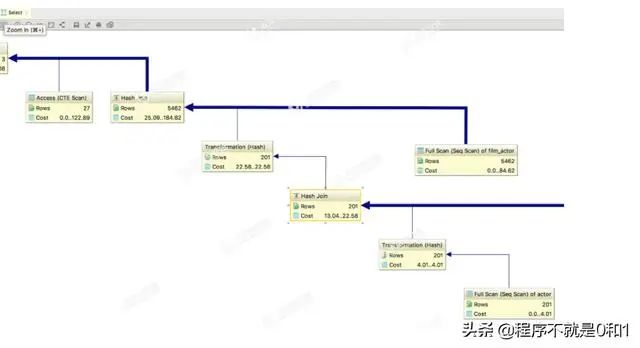 Select
Zoom In (⌘+)
3
Access (CTE Scan)
Rows 27
Cost 0.0..122.89
Hash Join
Rows 5462
Cost 25.09..184.82
Transformation (Hash)
Rows 201
Cost 22.58..22.58
Full Scan (Seq Scan) of film_actor
Rows 5462
Cost 0.0..84.62
Hash Join
Rows 201
Cost 13.04..22.58
Transformation (Hash)
Rows 201
Cost 4.01..4.01
Full Scan (Seq Scan) of actor
Rows 201
Cost 0.0..4.01
头条 @程序不就是0和1